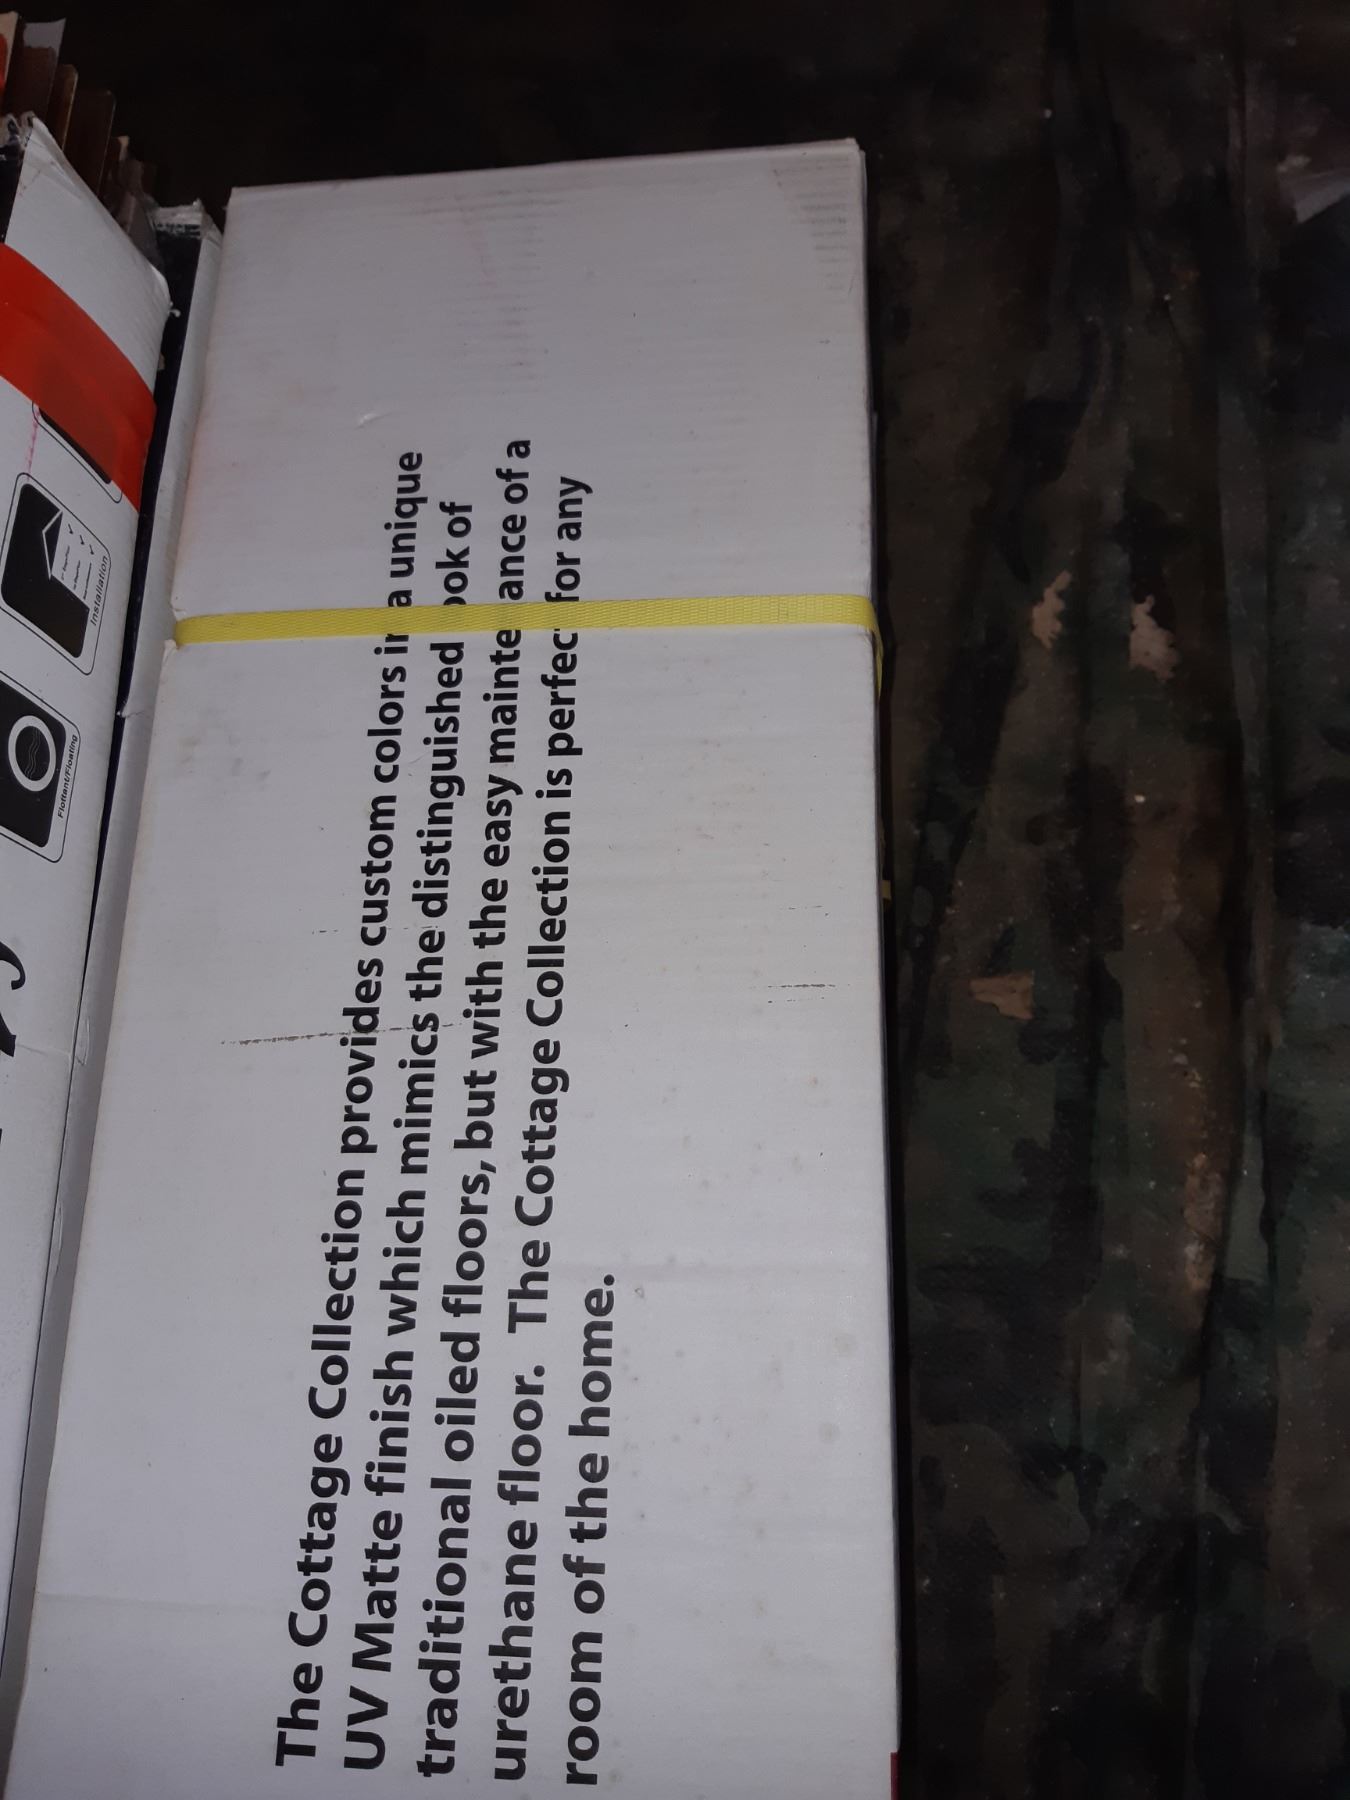 The Cottage Collection provides custom colors in a unique
UV Matte finish which mimics the distinguished look of
traditional oiled floors, but with the easy maintenance of a
urethane floor. The Cottage Collection is perfect for any
room of the home.
Installation
Flottant/Floating